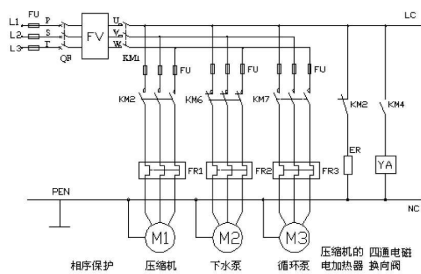 L1 FU P U LC
L2 S FV V
L3 T W
QB KM1
FU FU FU
KM2 KM6 KM7 KM2 KM4
ER
FR1 FR2 FR3 YA
PEN NC
M1 M2 M3
相序保护 压缩机 下水泵 循环泵 压缩机的 四通电磁
电加热器 换向阀